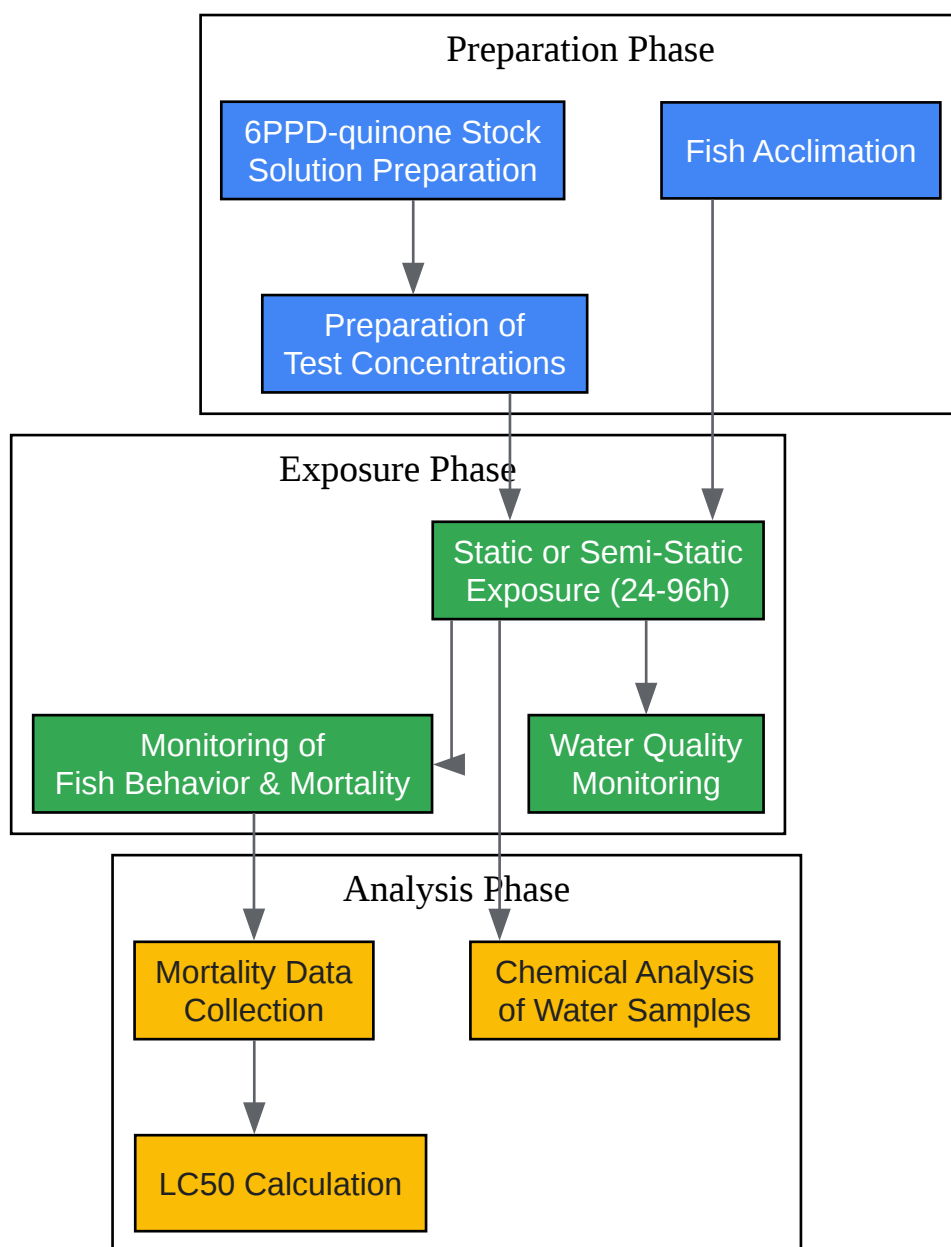 Preparation Phase
6PPD-quinone Stock
Solution Preparation
Fish Acclimation
Preparation of
Test Concentrations
Exposure Phase
Static or Semi-Static
Exposure (24-96h)
Monitoring of
Fish Behavior & Mortality
Water Quality
Monitoring
Analysis Phase
Mortality Data
Collection
Chemical Analysis
of Water Samples
LC50 Calculation